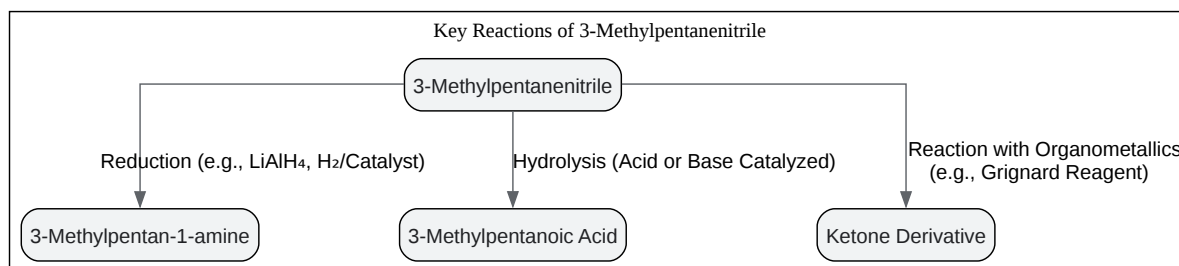 Key Reactions of 3-Methylpentanenitrile
3-Methylpentanenitrile
Reduction (e.g., LiAlH₄, H₂/Catalyst)
Hydrolysis (Acid or Base Catalyzed)
Reaction with Organometallics
(e.g., Grignard Reagent)
3-Methylpentan-1-amine
3-Methylpentanoic Acid
Ketone Derivative